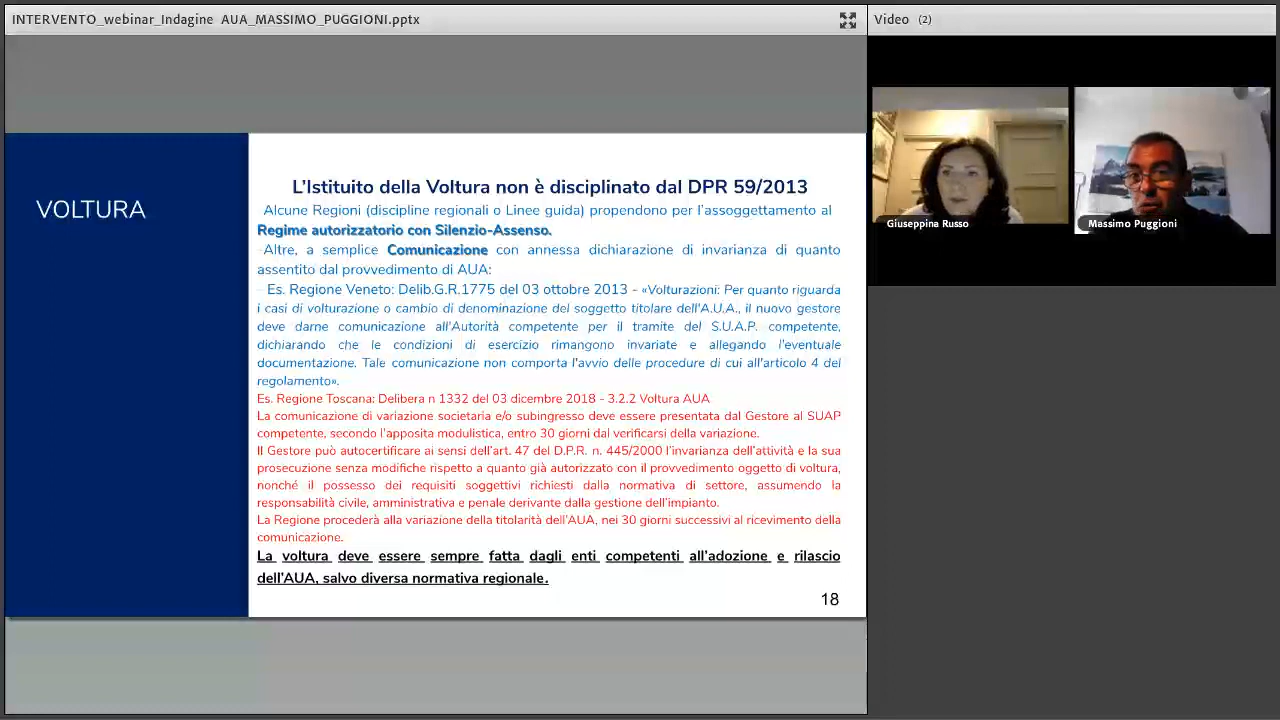 INTERVENTO_webinar_Indagine AUA_MASSIMO_PUGGIONI.pptx
Video (2)
Giuseppina Russo
Massimo Puggioni
VOLTURA
L'Istituito della Voltura non è disciplinato dal DPR 59/2013
Alcune Regioni (discipline regionali o Linee guida) propendono per l'assoggettamento al
Regime autorizzatorio con Silenzio-Assenso.
Altre, a semplice Comunicazione con annessa dichiarazione di invarianza di quanto
assentito dal provvedimento di AUA:
Es. Regione Veneto: Delib.G.R.1775 del 03 ottobre 2013 - «Volturazioni: Per quanto riguarda
i casi di volturazione o cambio di denominazione del soggetto titolare dell'A.U.A., il nuovo gestore
deve darne comunicazione all'Autorità competente per il tramite del S.U.A.P. competente,
dichiarando che le condizioni di esercizio rimangono invariate e allegando l'eventuale
documentazione. Tale comunicazione non comporta l'avvio delle procedure di cui all'articolo 4 del
regolamento».
Es. Regione Toscana: Delibera n 1332 del 03 dicembre 2018 - 3.2.2 Voltura AUA
La comunicazione di variazione societaria e/o subingresso deve essere presentata dal Gestore al SUAP
competente, secondo l'apposita modulistica, entro 30 giorni dal verificarsi della variazione.
Il Gestore può autocertificare ai sensi dell'art. 47 del D.P.R. n. 445/2000 l'invarianza dell'attività e la sua
prosecuzione senza modifiche rispetto a quanto già autorizzato con il provvedimento oggetto di voltura,
nonché il possesso dei requisiti soggettivi richiesti dalla normativa di settore, assumendo la
responsabilità civile, amministrativa e penale derivante dalla gestione dell'impianto.
La Regione procederà alla variazione della titolarità dell'AUA, nei 30 giorni successivi al ricevimento della
comunicazione.
La voltura deve essere sempre fatta dagli enti competenti all'adozione e rilascio
dell'AUA, salvo diversa normativa regionale.
18